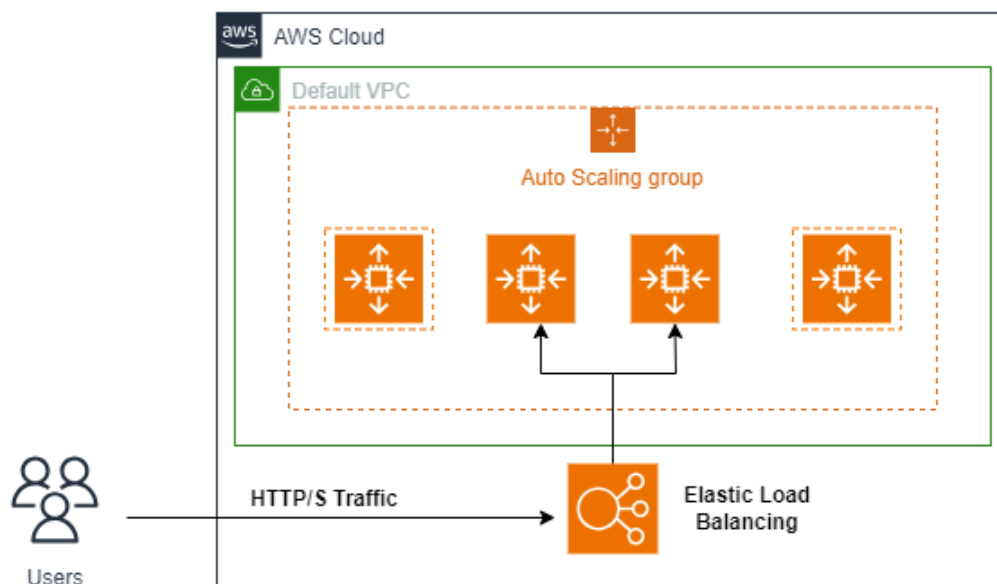 aws
AWS Cloud
Default VPC
Auto Scaling group
HTTP/S Traffic
Elastic Load
Balancing
Users